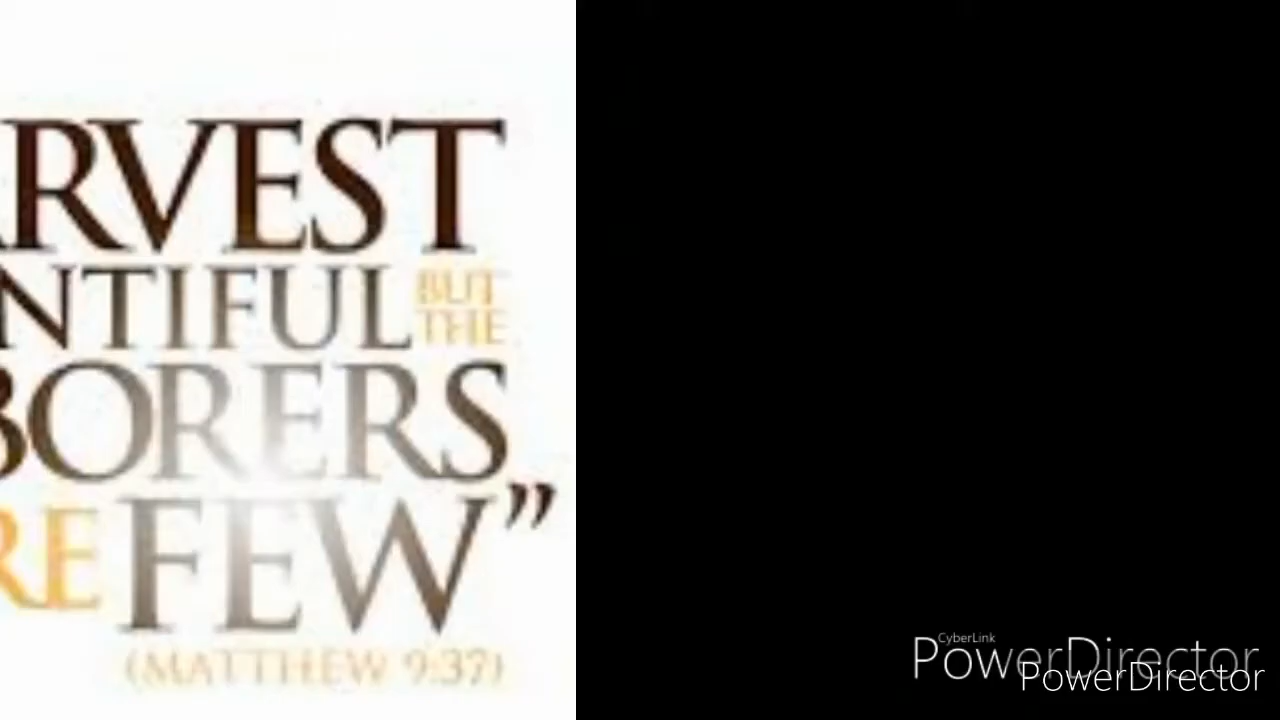 RVEST
NTIFUL BUT THE
BORERS
RE FEW”
(MATTHEW 9:37)
CyberLink
PowerDirector
PowerDirector